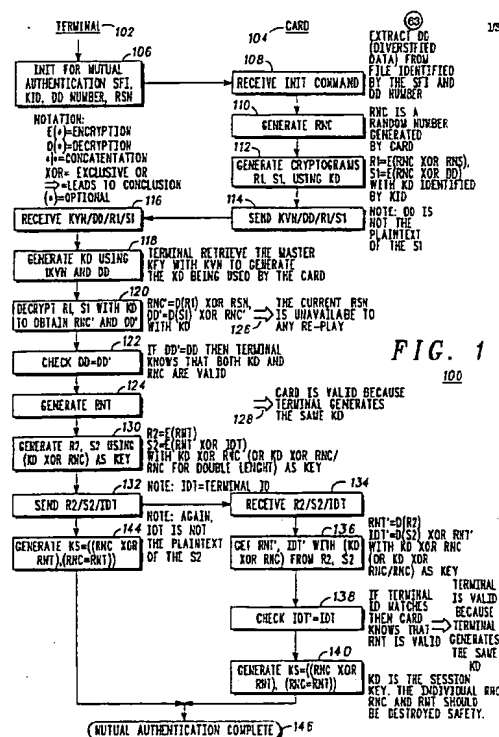 TERMINAL
102
104
CARD
63
1/3
106
INIT FOR MUTUAL
AUTHENTICATION SFI,
KID, DD NUMBER, RSN
108
RECEIVE INIT COMMAND
EXTRACT DD
(DIVERSIFIED
DATA) FROM
FILE IDENTIFIED
BY THE SFI AND
DD NUMBER
NOTATION:
E(•)=ENCRYPTION
D(•)=DECRYPTION
=CONCATENTATION
XOR= EXCLUSIVE OR
⇒=LEADS TO CONCLUSION
(•)=OPTIONAL
110
GENERATE RNC
RNC IS A
RANDOM NUMBER
GENERATED
BY CARD
112
GENERATE CRYPTOGRAMS
R1, S1, USING KD
R1=E(RNC XOR RNS),
S1=E(RNC XOR DD)
WITH KD IDENTIFIED
BY KID
116
RECEIVE KVN/DD/R1/S1
114
SEND KVN/DD/R1/S1
NOTE: DD IS
NOT THE
PLAINTEXT
OF THE S1
118
GENERATE KD USING
KVN AND DD
TERMINAL RETRIEVE THE MASTER
KEY WITH KVN TO GENERATE
THE KD BEING USED BY THE CARD
120
DECRYPT R1, S1 WITH KD
TO OBTAIN RNC' AND DD'
RNC'=D(R1) XOR RSN,
DD'=D(S1) XOR RNC'
WITH KD
126
⇒ THE CURRENT RSN
IS UNAVAILABE TO
ANY RE-PLAY
122
CHECK DD=DD'
IF DD'=DD THEN TERMINAL
KNOWS THAT BOTH KD AND
RNC ARE VALID
FIG. 1
100
124
GENERATE RNT
128
⇒ CARD IS VALID BECAUSE
TERMINAL GENERATES
THE SAME KD
130
GENERATE R2, S2 USING
(KD XOR RNC) AS KEY
R2=E(RNT)
S2=E(RNT XOR IDT)
WITH KD XOR RNC (OR KD XOR RNC/
RNC FOR DOUBLE LENGHT) AS KEY
132
SEND R2/S2/IDT
NOTE: IDT=TERMINAL ID
134
RECEIVE R2/S2/IDT
144
GENERATE KS=((RNC XOR
RNT),(RNC=RNT))
NOTE: AGAIN,
IDT IS NOT
THE PLAINTEXT
OF THE S2
136
GET RNT', IDT' WITH (KD
XOR RNC) FROM R2, S2
RNT'=D(R2)
IDT'=D(S2) XOR RNT'
WITH KD XOR RNC
(OR KD XOR
RNC/RNC) AS KEY
138
CHECK IDT'=IDT
IF TERMINAL
ID MATCHES
THEN CARD
KNOWS THAT
RNT IS VALID
⇒ TERMINAL
IS VALID
BECAUSE
TERMINAL
GENERATES
THE SAME
KD
140
GENERATE KS=((RNC XOR
RNT), (RNC=RNT))
KD IS THE SESSION
KEY. THE INDIVIDUAL RNC
RNC AND RNT SHOULD
BE DESTROYED SAFETY.
MUTUAL AUTHENTICATION COMPLETE
146